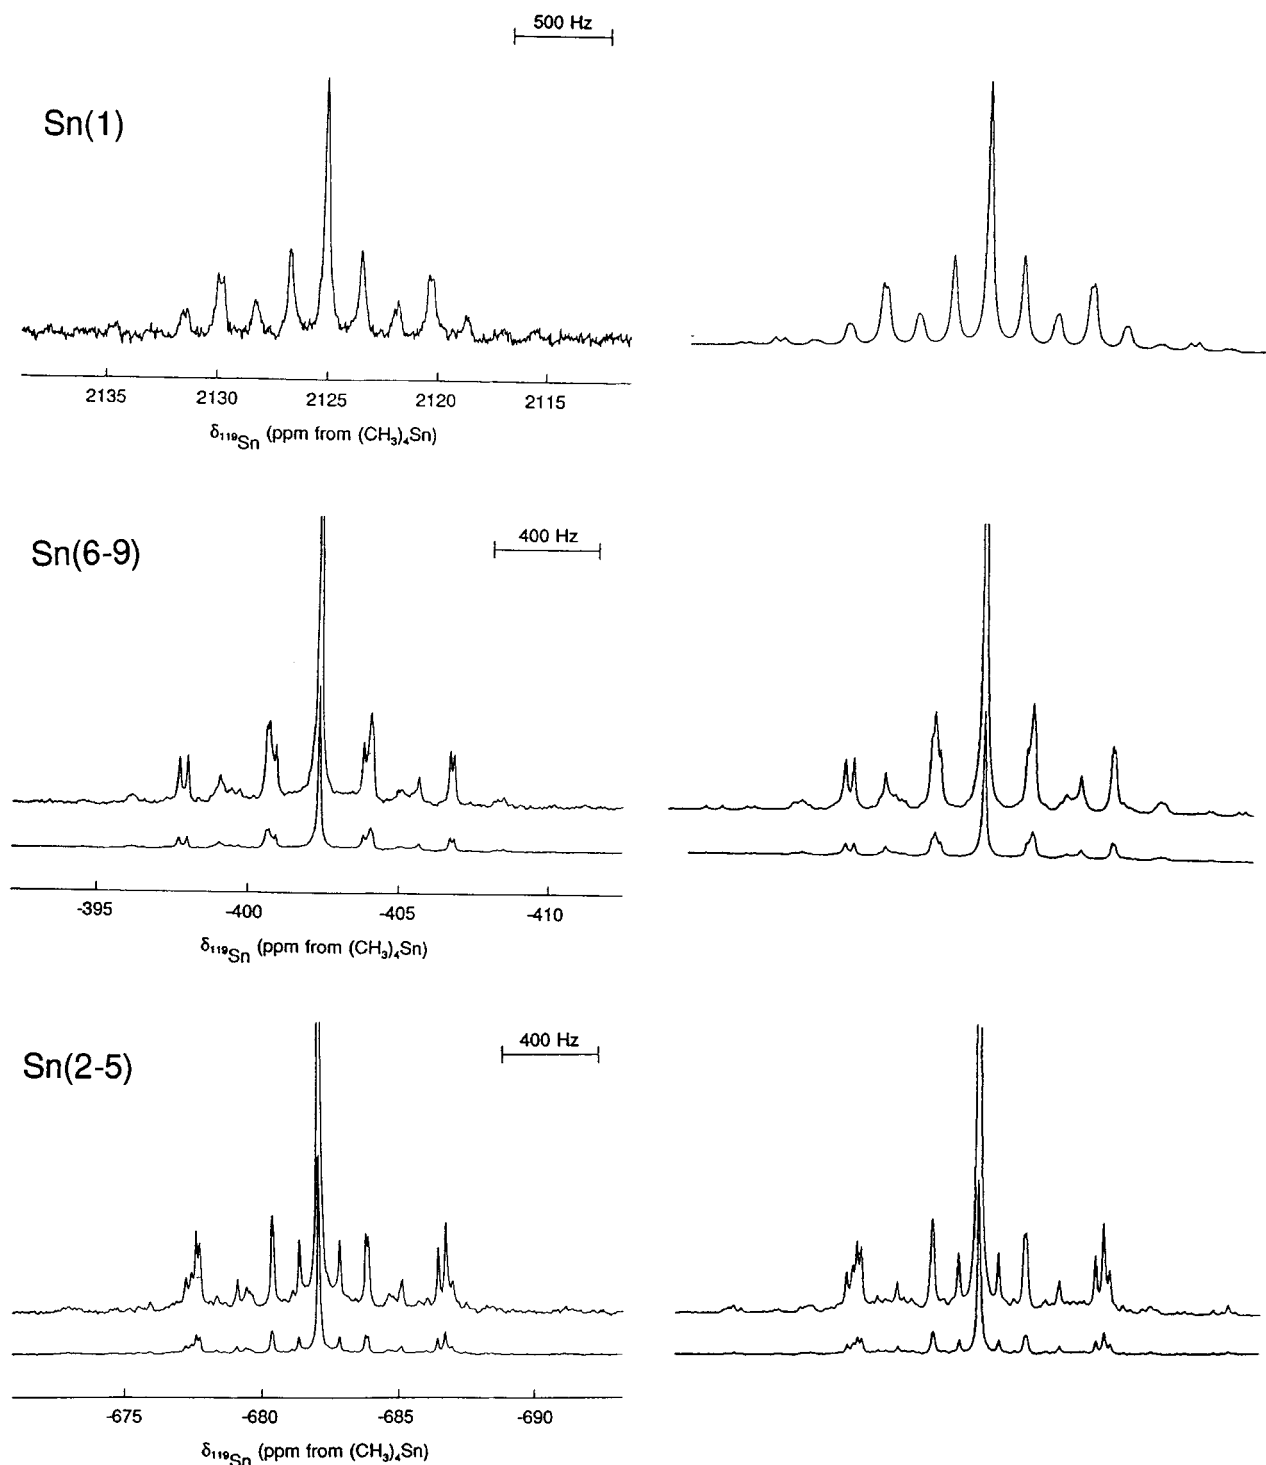 500 Hz
Sn(1)
2135 2130 2125 2120 2115
δ₁₁₉Sn (ppm from (CH₃)₄Sn)
Sn(6-9)
400 Hz
-395 -400 -405 -410
δ₁₁₉Sn (ppm from (CH₃)₄Sn)
Sn(2-5)
400 Hz
-675 -680 -685 -690
δ₁₁₉Sn (ppm from (CH₃)₄Sn)